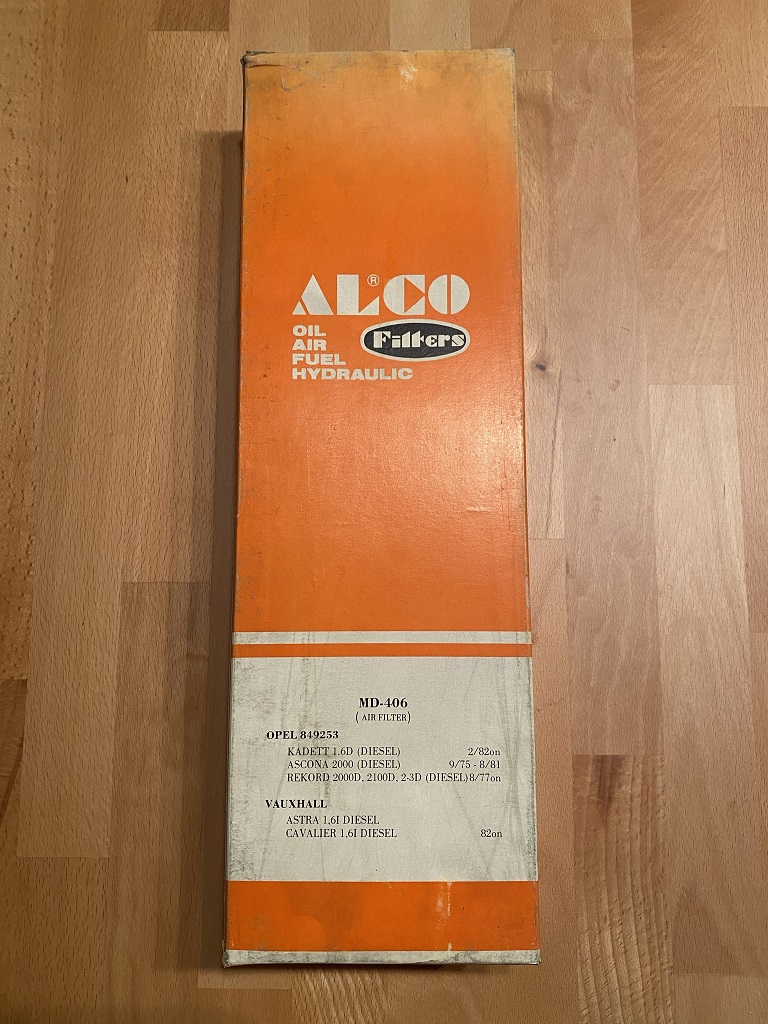 ALCO®
OIL
AIR
FUEL
HYDRAULIC
Filters
MD-406
(AIR FILTER)
OPEL 849253
KADETT 1.6D (DIESEL) 2/82on
ASCONA 2000 (DIESEL) 9/75 - 8/81
REKORD 2000D, 2100D, 2-3D (DIESEL) 8/77on
VAUXHALL
ASTRA 1,6I DIESEL
CAVALIER 1,6I DIESEL 82on